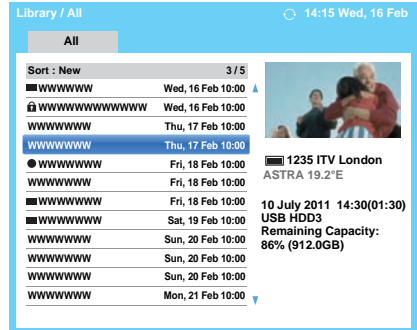 Library / All
14:15 Wed, 16 Feb
All
Sort : New 3 / 5
WWWWWWW Wed, 16 Feb 10:00
WWWWWWWWWWWWW Wed, 16 Feb 10:00
WWWWWWW Thu, 17 Feb 10:00
WWWWWWW Thu, 17 Feb 10:00
WWWWWWWW Fri, 18 Feb 10:00
WWWWWWW Fri, 18 Feb 10:00
WWWWWWWW Fri, 18 Feb 10:00
WWWWWWWW Sat, 19 Feb 10:00
WWWWWWW Sun, 20 Feb 10:00
WWWWWWW Sun, 20 Feb 10:00
WWWWWWW Sun, 20 Feb 10:00
WWWWWWW Mon, 21 Feb 10:00
1235 ITV London
ASTRA 19.2°E
10 July 2011 14:30(01:30)
USB HDD3
Remaining Capacity:
86% (912.0GB)